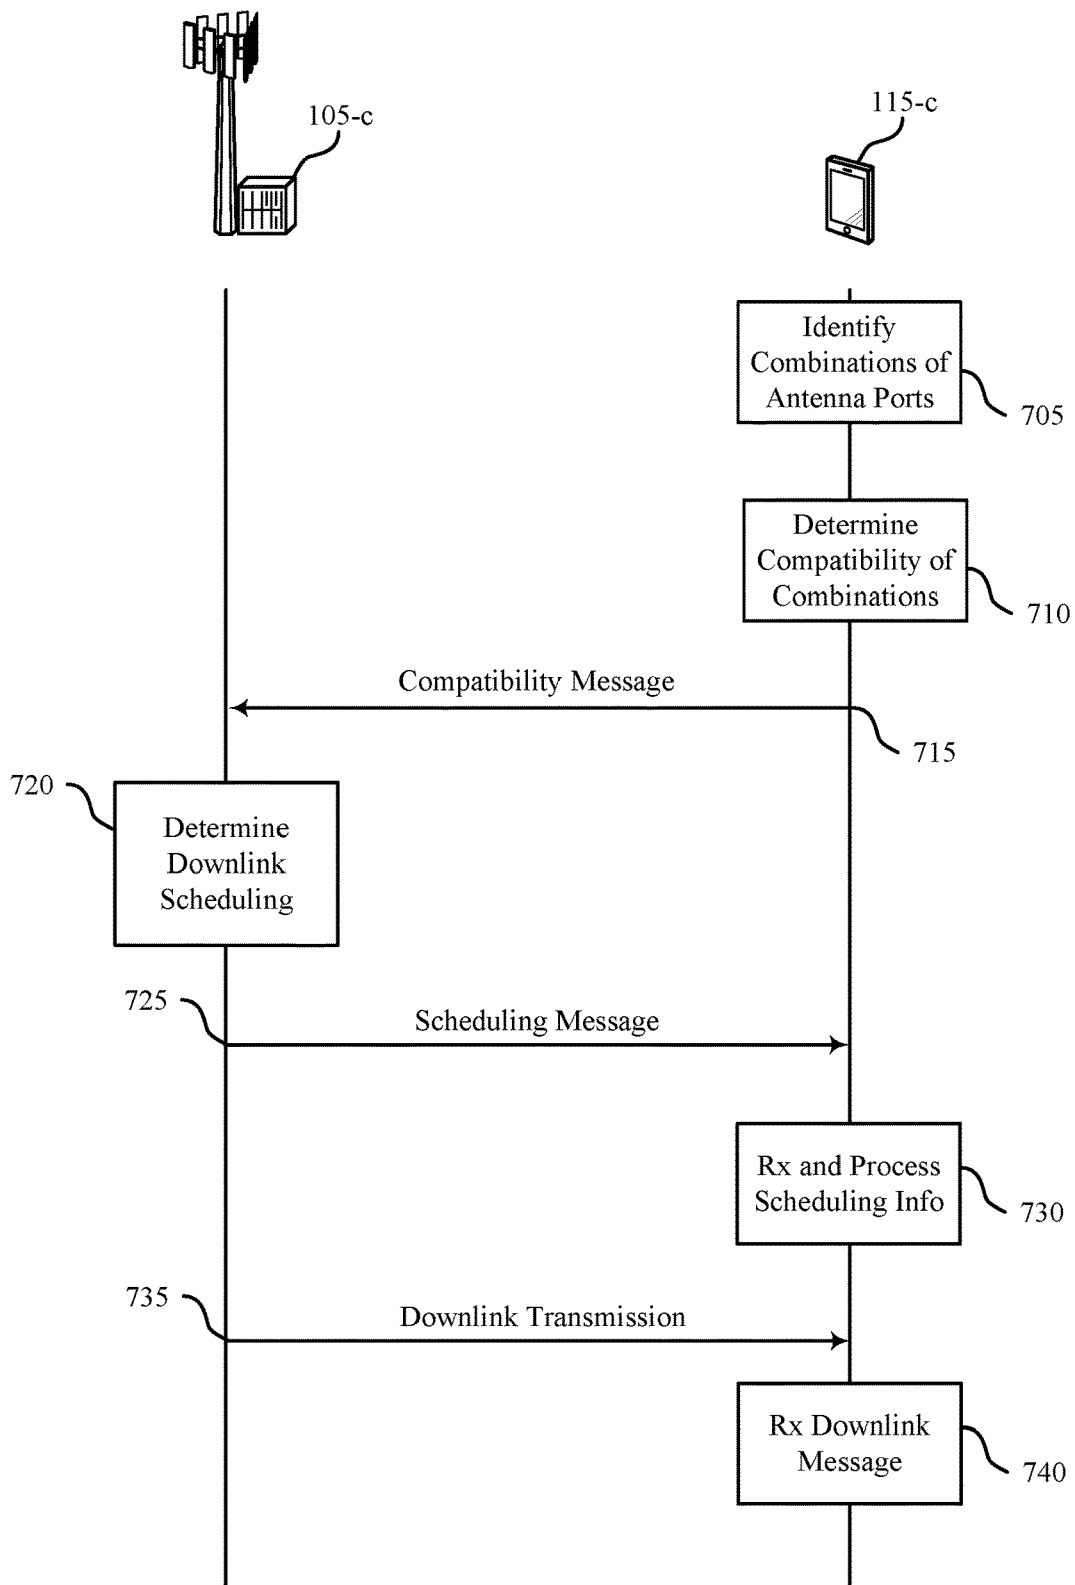 105-c
115-c
Identify
Combinations of
Antenna Ports
705
Determine
Compatibility of
Combinations
710
Compatibility Message
715
720
Determine
Downlink
Scheduling
725
Scheduling Message
Rx and Process
Scheduling Info
730
735
Downlink Transmission
Rx Downlink
Message
740